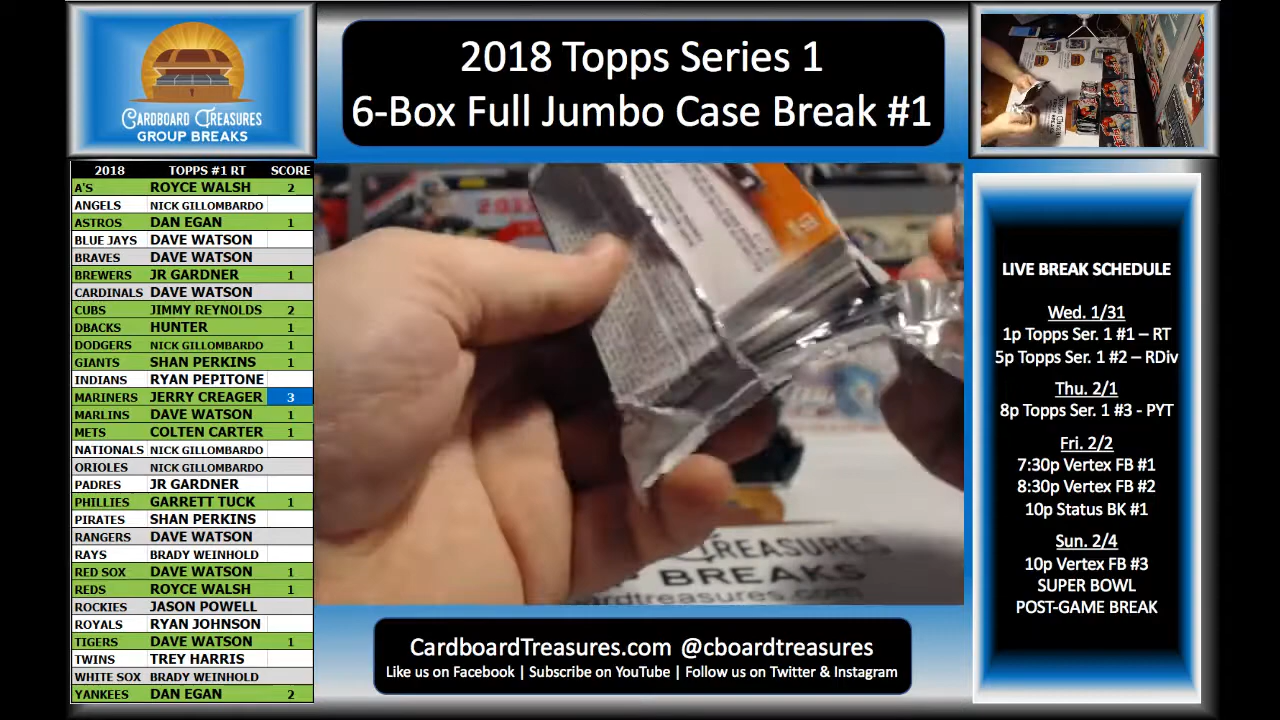 CARDBOARD TREASURES
GROUP BREAKS
2018 Topps Series 1
6-Box Full Jumbo Case Break #1
2018 TOPPS #1 RT SCORE
A'S ROYCE WALSH 2
ANGELS NICK GILLOMBARDO
ASTROS DAN EGAN 1
BLUE JAYS DAVE WATSON
BRAVES DAVE WATSON
BREWERS JR GARDNER 1
CARDINALS DAVE WATSON
CUBS JIMMY REYNOLDS 2
DBACKS HUNTER 1
DODGERS NICK GILLOMBARDO 1
GIANTS SHAN PERKINS 1
INDIANS RYAN PEPITONE
MARINERS JERRY CREAGER 3
MARLINS DAVE WATSON 1
METS COLTEN CARTER 1
NATIONALS NICK GILLOMBARDO
ORIOLES NICK GILLOMBARDO
PADRES JR GARDNER
PHILLIES GARRETT TUCK 1
PIRATES SHAN PERKINS
RANGERS DAVE WATSON
RAYS BRADY WEINHOLD
RED SOX DAVE WATSON 1
REDS ROYCE WALSH 1
ROCKIES JASON POWELL
ROYALS RYAN JOHNSON
TIGERS DAVE WATSON 1
TWINS TREY HARRIS
WHITE SOX BRADY WEINHOLD
YANKEES DAN EGAN 2
TREASURES
BREAKS
cardboardtreasures.com
CardboardTreasures.com @cboardtreasures
Like us on Facebook | Subscribe on YouTube | Follow us on Twitter & Instagram
LIVE BREAK SCHEDULE
Wed. 1/31
1p Topps Ser. 1 #1 – RT
5p Topps Ser. 1 #2 – RDiv
Thu. 2/1
8p Topps Ser. 1 #3 - PYT
Fri. 2/2
7:30p Vertex FB #1
8:30p Vertex FB #2
10p Status BK #1
Sun. 2/4
10p Vertex FB #3
SUPER BOWL
POST-GAME BREAK